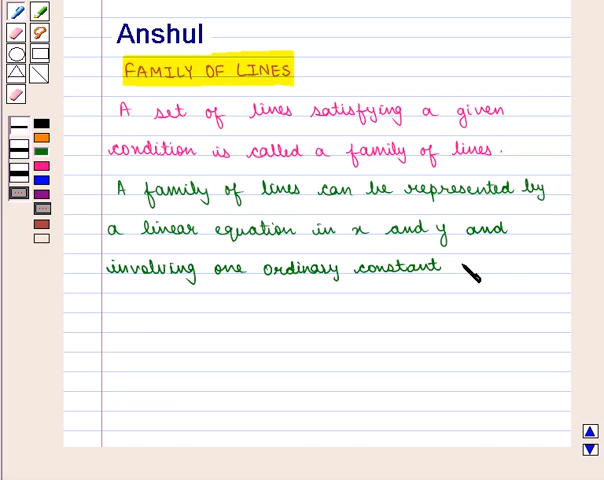 Anshul
FAMILY OF LINES
A set of lines satisfying a given
condition is called a family of lines.
A family of lines can be represented by
a linear equation in x and y and
involving one ordinary constant